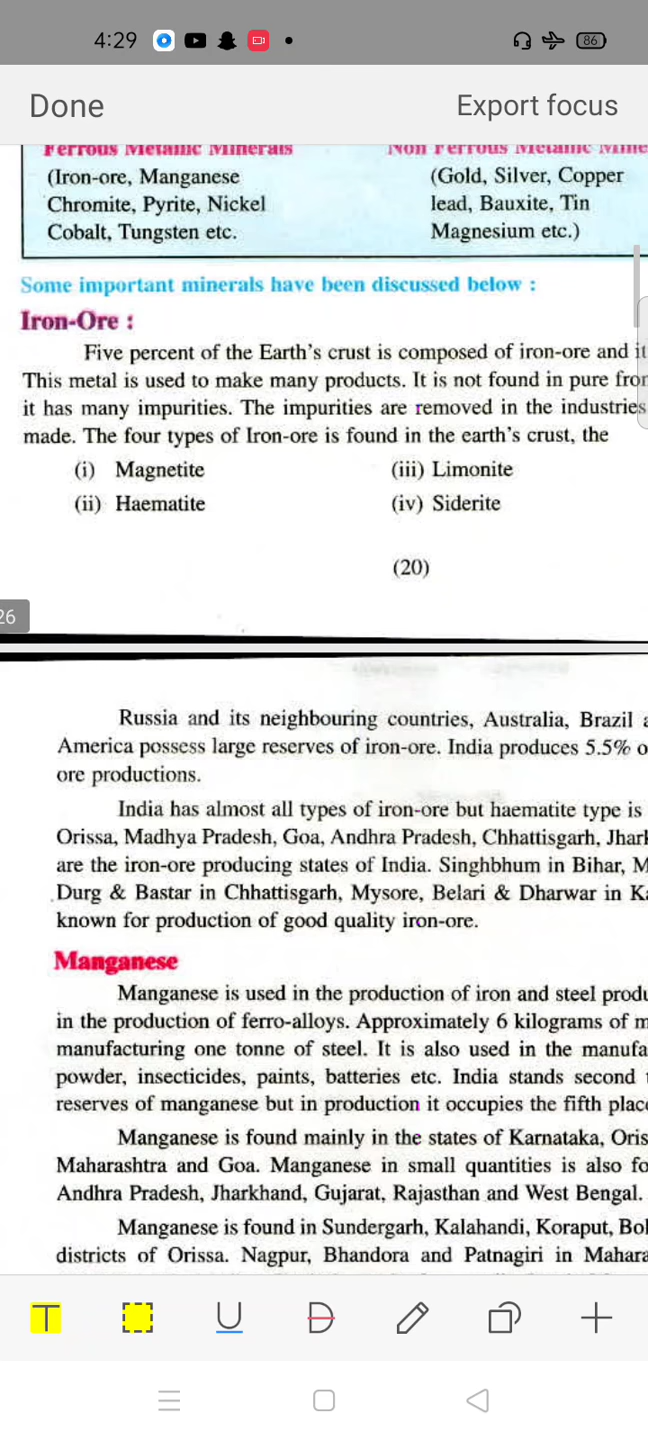 4:29
86
Done Export focus
Ferrous Metallic Minerals Non Ferrous Metallic
(Iron-ore, Manganese (Gold, Silver, Copper
Chromite, Pyrite, Nickel lead, Bauxite, Tin
Cobalt, Tungsten etc. Magnesium etc.)
Some important minerals have been discussed below :
Iron-Ore :
Five percent of the Earth's crust is composed of iron-ore and it
This metal is used to make many products. It is not found in pure fror
it has many impurities. The impurities are removed in the industries
made. The four types of Iron-ore is found in the earth's crust, the
(i) Magnetite (iii) Limonite
(ii) Haematite (iv) Siderite
(20)
26
Russia and its neighbouring countries, Australia, Brazil
America possess large reserves of iron-ore. India produces 5.5% o
ore productions.
India has almost all types of iron-ore but haematite type is
Orissa, Madhya Pradesh, Goa, Andhra Pradesh, Chhattisgarh, Jhark
are the iron-ore producing states of India. Singhbhum in Bihar, M
Durg & Bastar in Chhattisgarh, Mysore, Belari & Dharwar in Ka
known for production of good quality iron-ore.
Manganese
Manganese is used in the production of iron and steel produ
in the production of ferro-alloys. Approximately 6 kilograms of m
manufacturing one tonne of steel. It is also used in the manufa
powder, insecticides, paints, batteries etc. India stands second
reserves of manganese but in production it occupies the fifth place
Manganese is found mainly in the states of Karnataka, Oris
Maharashtra and Goa. Manganese in small quantities is also fo
Andhra Pradesh, Jharkhand, Gujarat, Rajasthan and West Bengal.
Manganese is found in Sundergarh, Kalahandi, Koraput, Bol
districts of Orissa. Nagpur, Bhandora and Patnagiri in Mahara